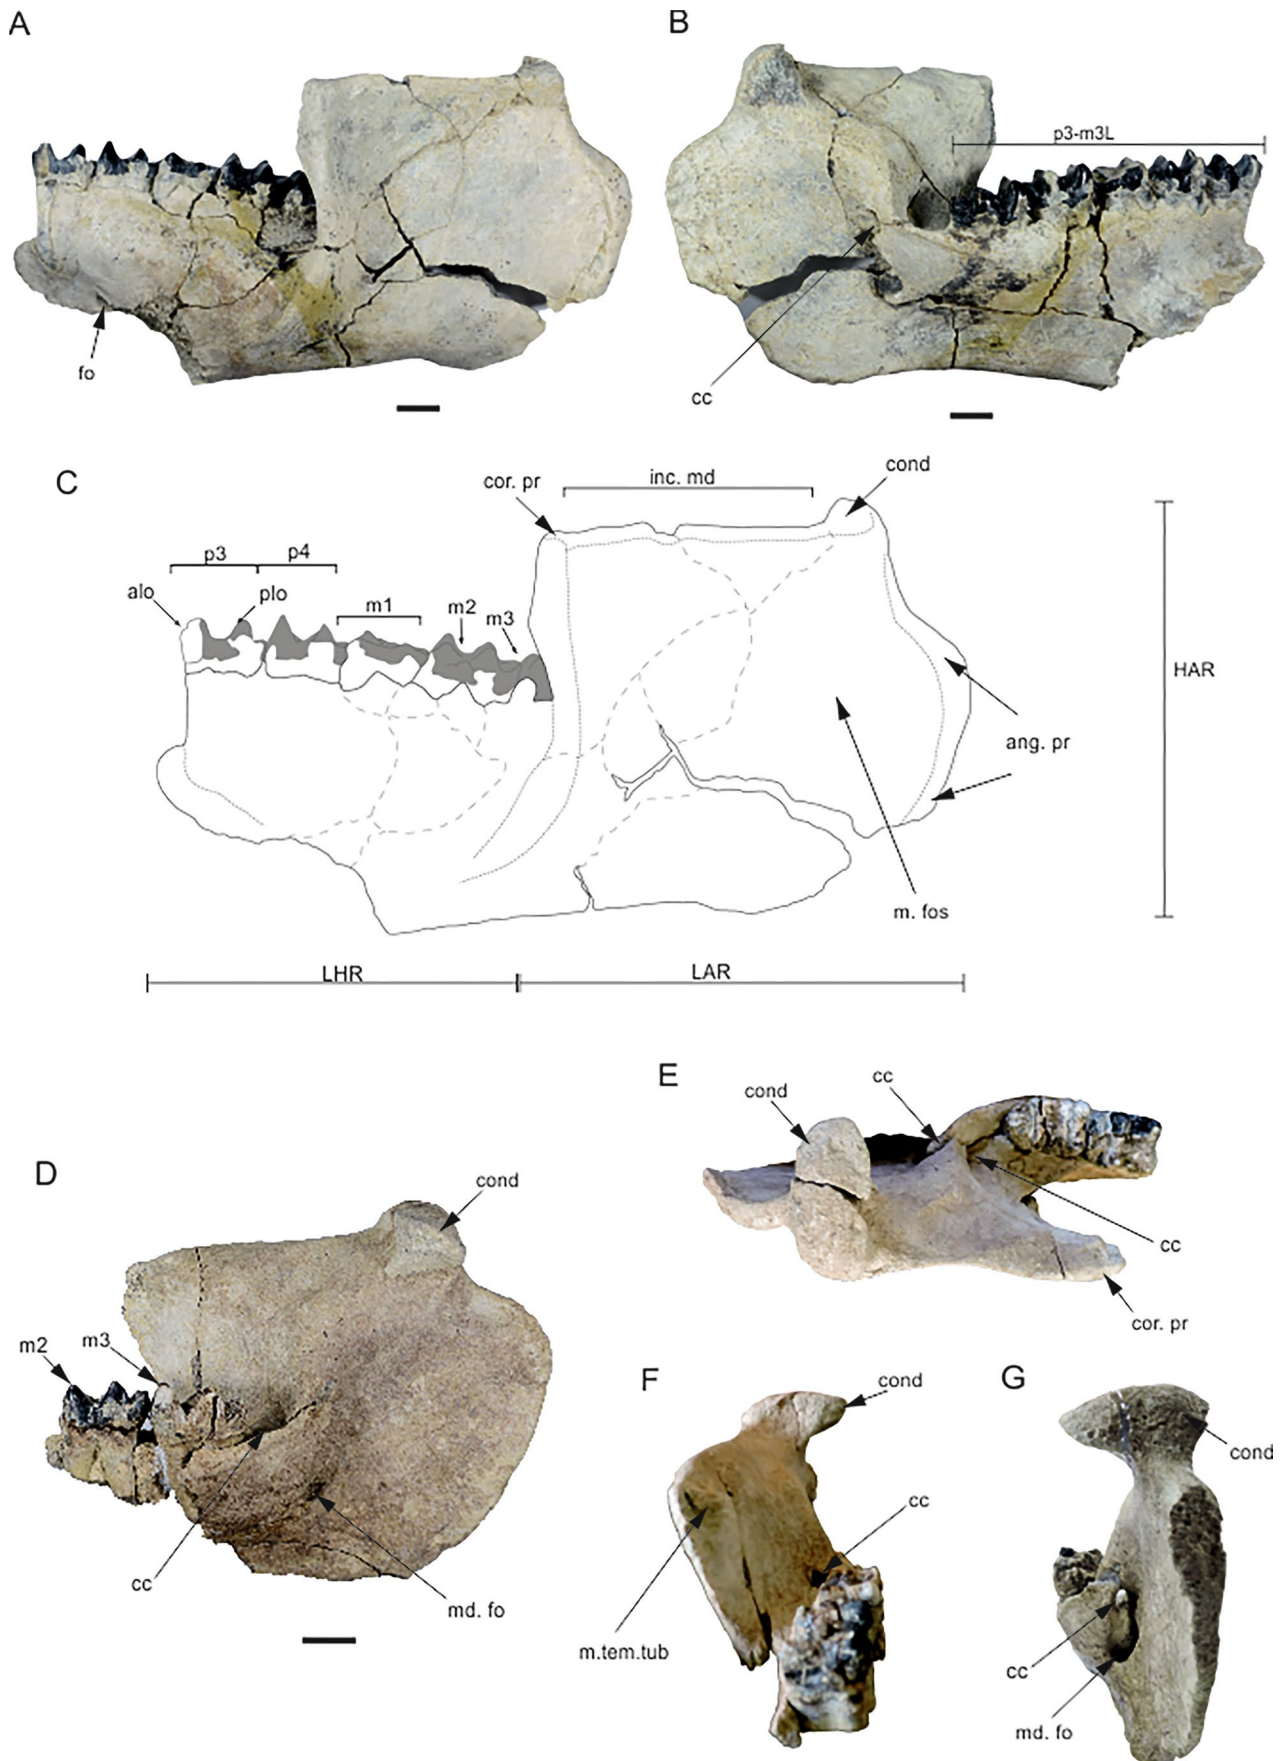 A
B
p3-m3L
fo
cc
C
cor. pr
inc. md
cond
p3
p4
alo
plo
m1
m2
m3
HAR
ang. pr
m. fos
LHR
LAR
E
cond
cc
D
cond
cc
cor. pr
m2
m3
F
cond
G
cond
cc
cc
md. fo
m.tem.tub
cc
md. fo